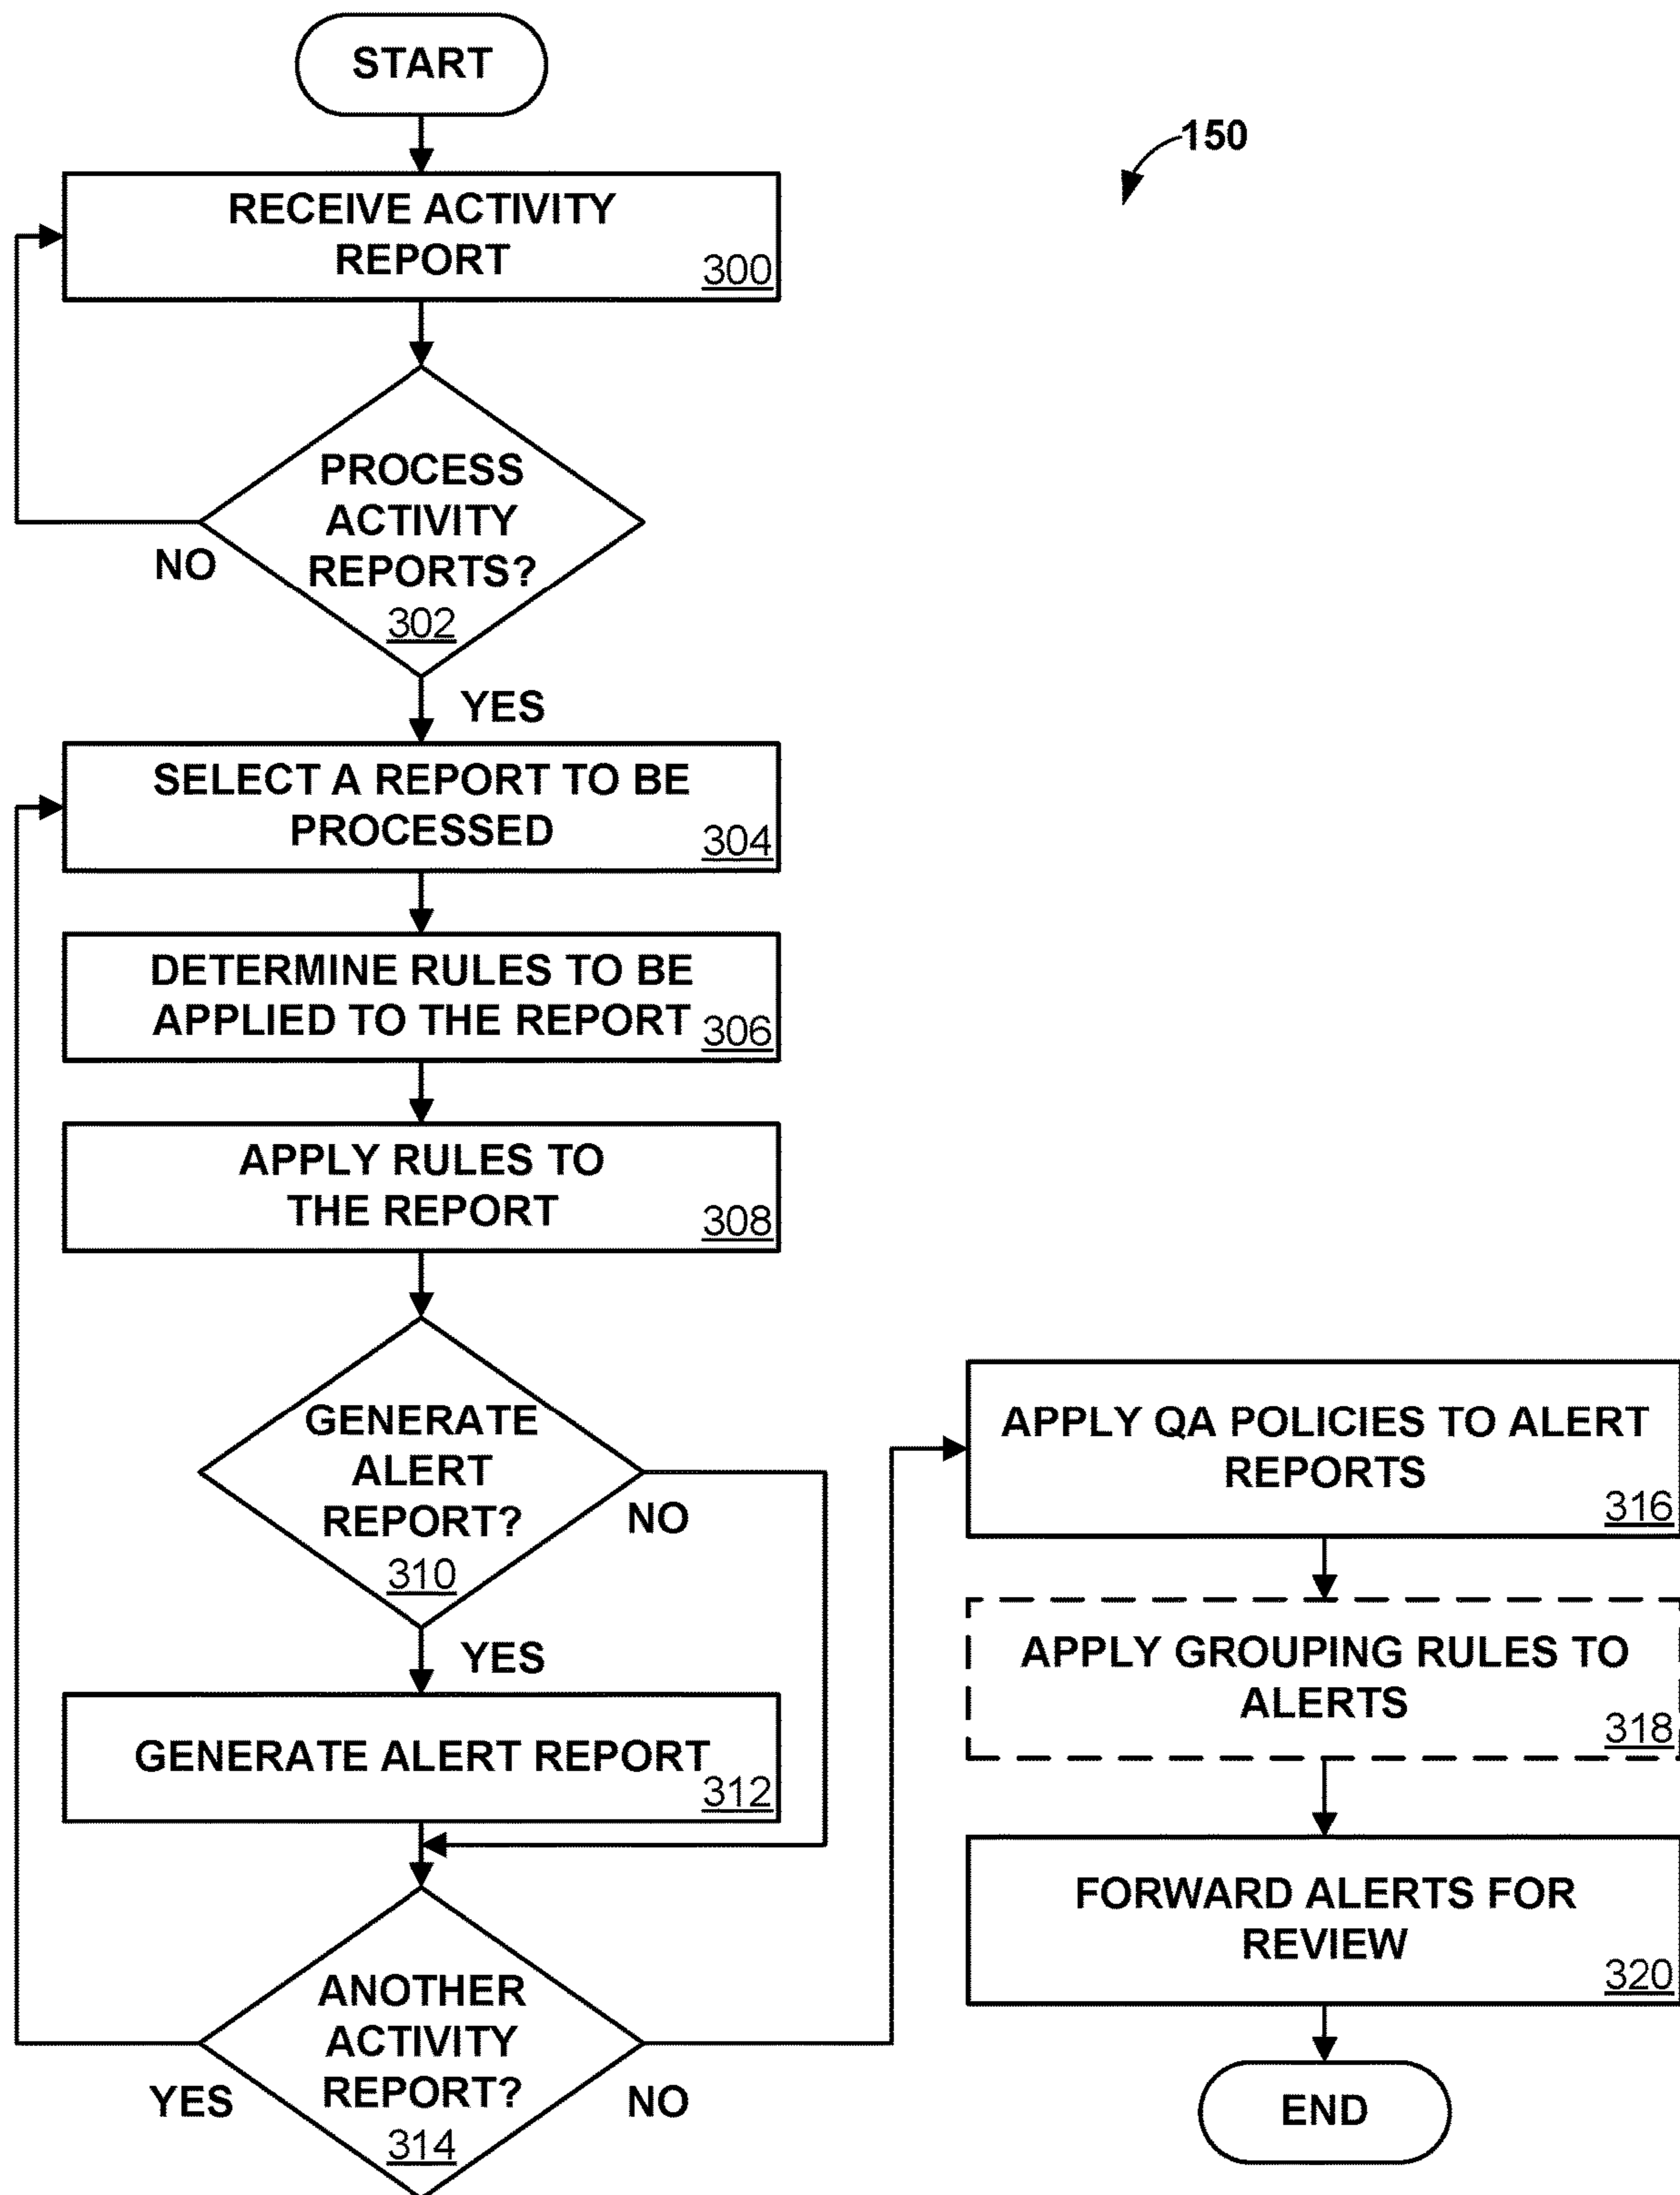 START
150
RECEIVE ACTIVITY
REPORT
300
PROCESS
ACTIVITY
REPORTS?
302
NO
YES
SELECT A REPORT TO BE
PROCESSED
304
DETERMINE RULES TO BE
APPLIED TO THE REPORT
306
APPLY RULES TO
THE REPORT
308
GENERATE
ALERT
REPORT?
310
NO
YES
GENERATE ALERT REPORT
312
ANOTHER
ACTIVITY
REPORT?
314
YES
NO
APPLY QA POLICIES TO ALERT
REPORTS
316
APPLY GROUPING RULES TO
ALERTS
318
FORWARD ALERTS FOR
REVIEW
320
END